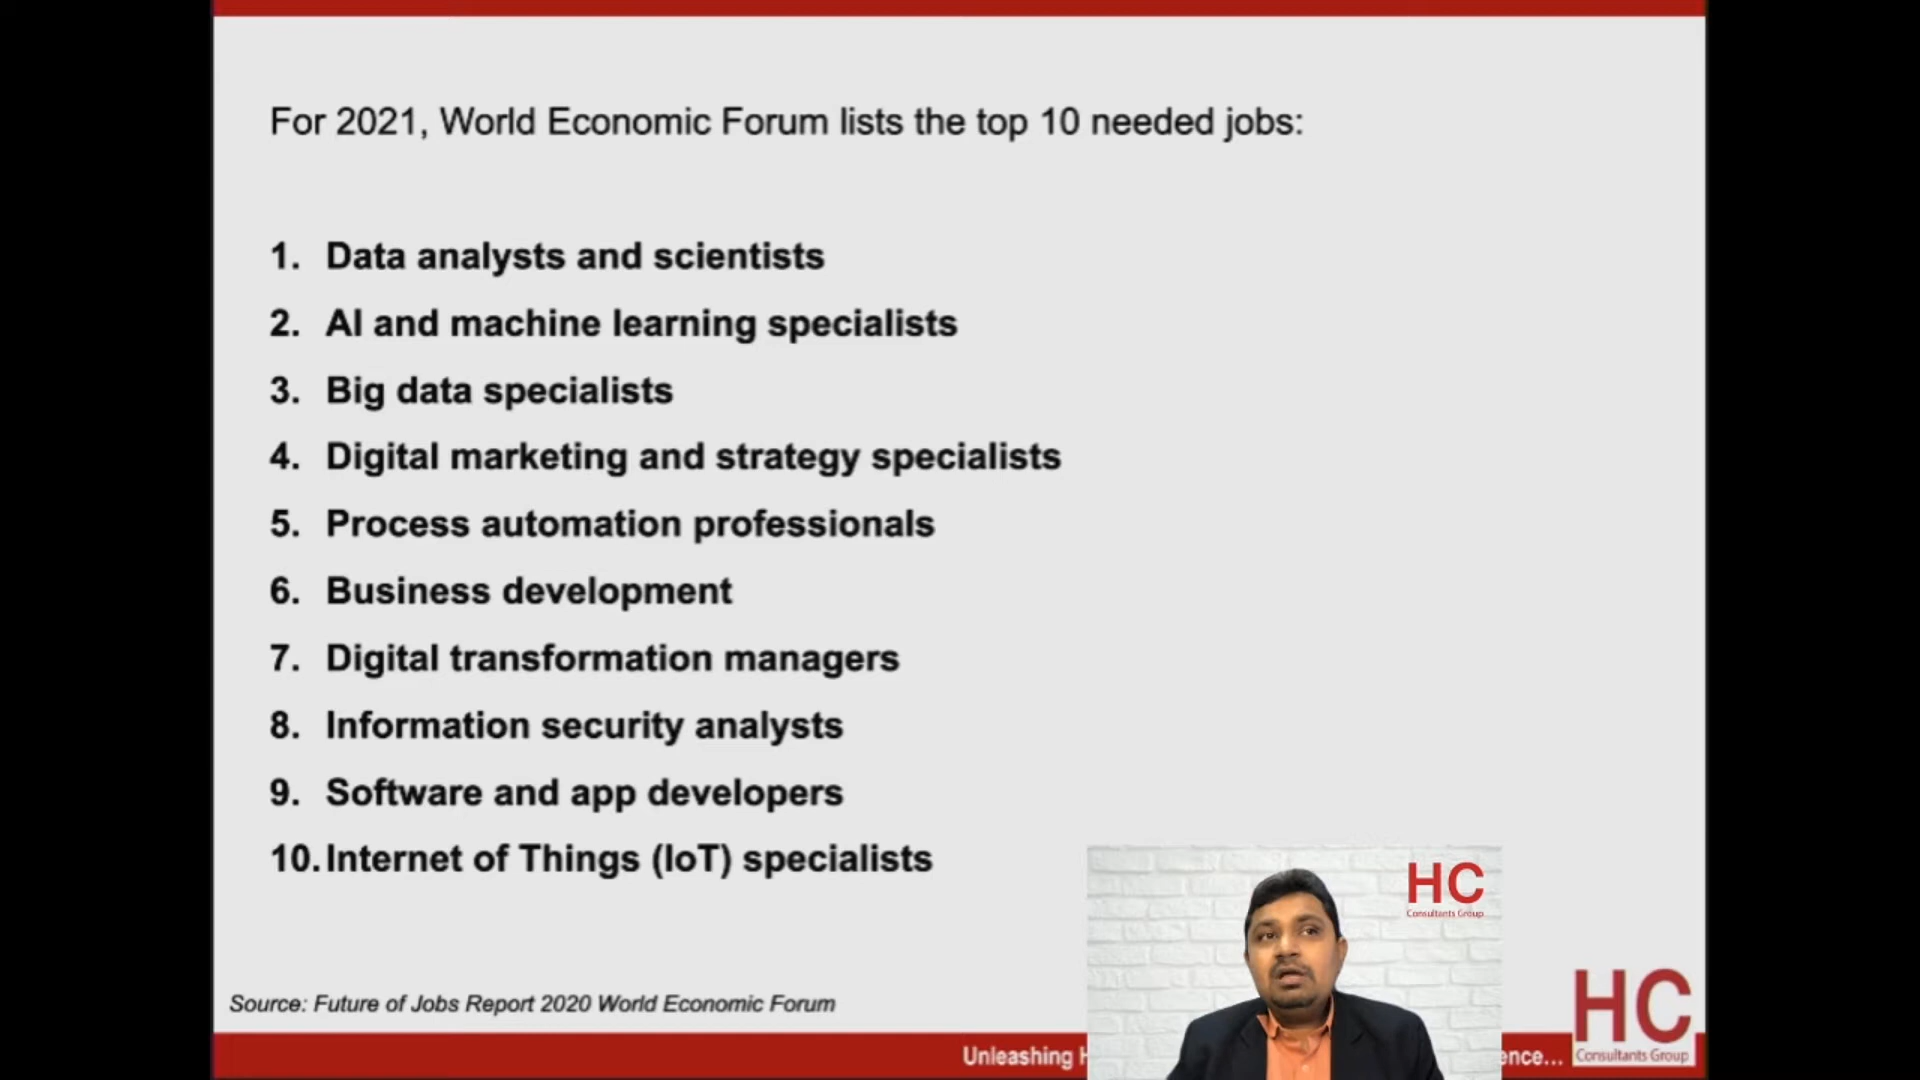 For 2021, World Economic Forum lists the top 10 needed jobs:
1. Data analysts and scientists
2. AI and machine learning specialists
3. Big data specialists
4. Digital marketing and strategy specialists
5. Process automation professionals
6. Business development
7. Digital transformation managers
8. Information security analysts
9. Software and app developers
10. Internet of Things (IoT) specialists
HC
Consultants Group
Source: Future of Jobs Report 2020 World Economic Forum
HC
Consultants Group
Unleashing